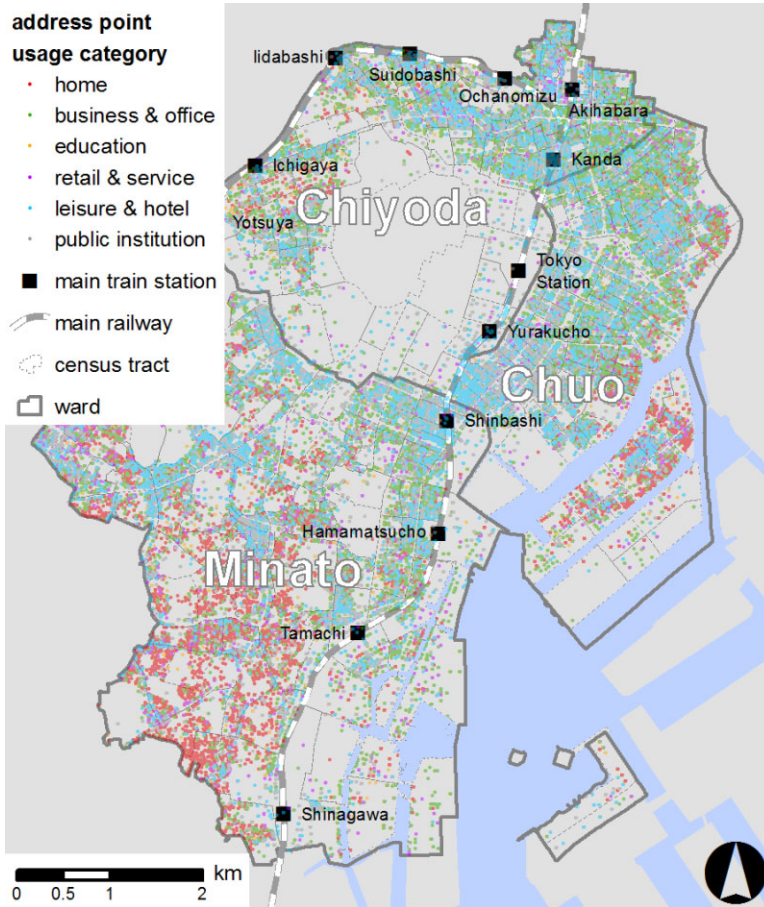 address point
usage category
home
business & office
education
retail & service
leisure & hotel
public institution
main train station
main railway
census tract
ward
Iidabashi
Suidobashi
Ochanomizu
Akihabara
Ichigaya
Kanda
Chiyoda
Yotsuya
Tokyo
Station
Yurakucho
Chuo
Shinbashi
Hamamatsucho
Minato
Tamachi
Shinagawa
km
0 0.5 1 2